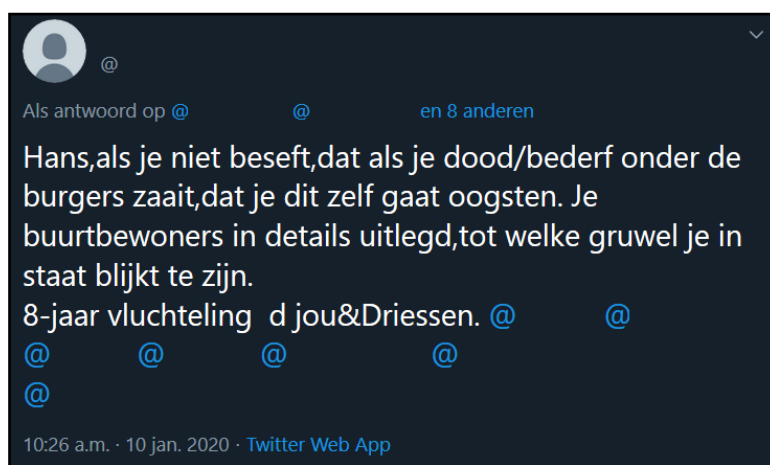 @
Als antwoord op @ @ en 8 anderen
Hans,als je niet beseft,dat als je dood/bederf onder de
burgers zaait,dat je dit zelf gaat oogsten. Je
buurtbewoners in details uitlegd,tot welke gruwel je in
staat blijkt te zijn.
8-jaar vluchteling d jou&Driessen. @ @
@ @ @ @
@
10:26 a.m. · 10 jan. 2020 · Twitter Web App